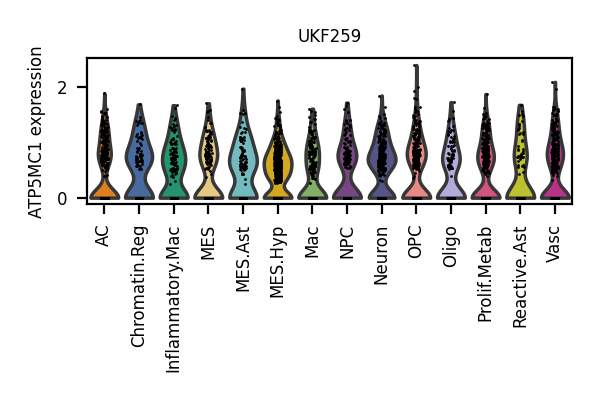 UKF259
ATP5MC1 expression
2
0
AC
Chromatin.Reg
Inflammatory.Mac
MES
MES.Ast
MES.Hyp
Mac
NPC
Neuron
OPC
Oligo
Prolif.Metab
Reactive.Ast
Vasc